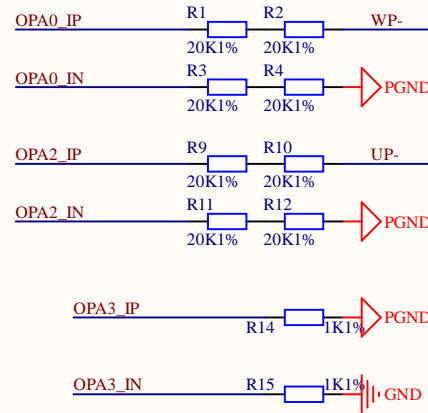 OPA0_IP R1 R2 WP-
20K1% 20K1%
OPA0_IN R3 R4 PGND
20K1% 20K1%
OPA2_IP R9 R10 UP-
20K1% 20K1%
OPA2_IN R11 R12 PGND
20K1% 20K1%
OPA3_IP R14 1K1% PGND
OPA3_IN R15 1K1% GND